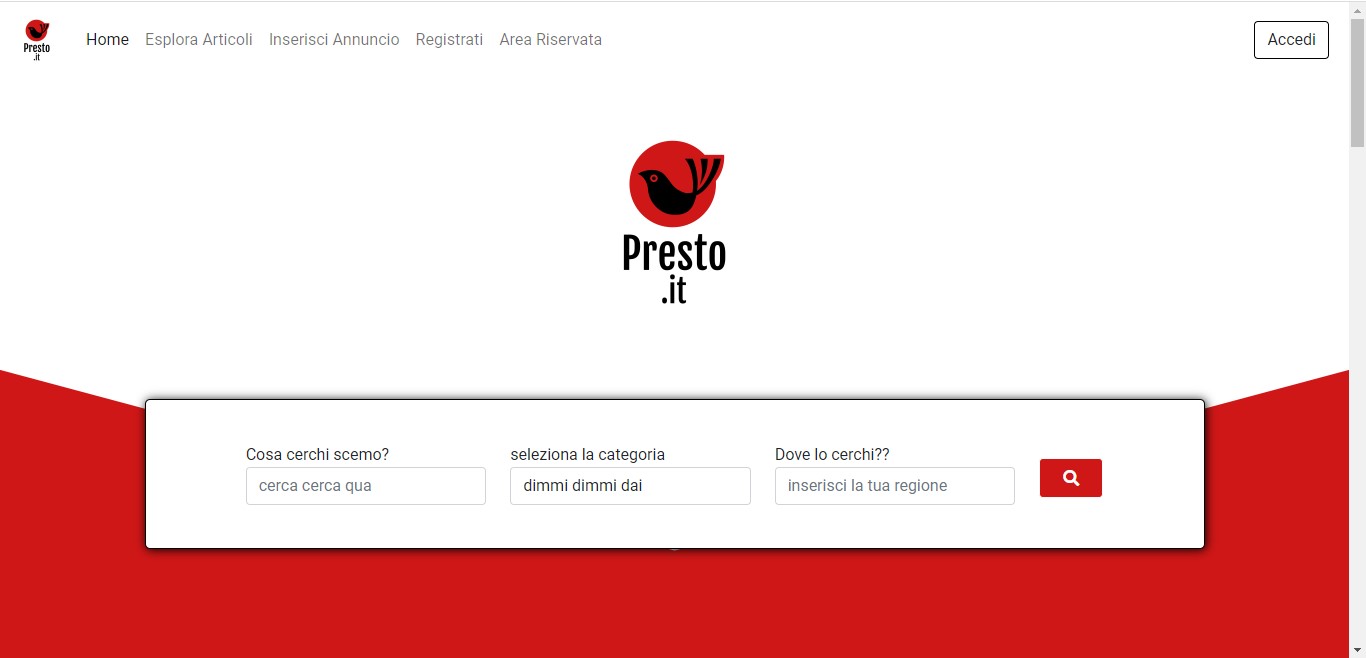 Presto
.it
Home Esplora Articoli Inserisci Annuncio Registrati Area Riservata Accedi
Presto
.it
Cosa cerchi scemo? seleziona la categoria Dove lo cerchi??
cerca cerca qua dimmi dimmi dai inserisci la tua regione